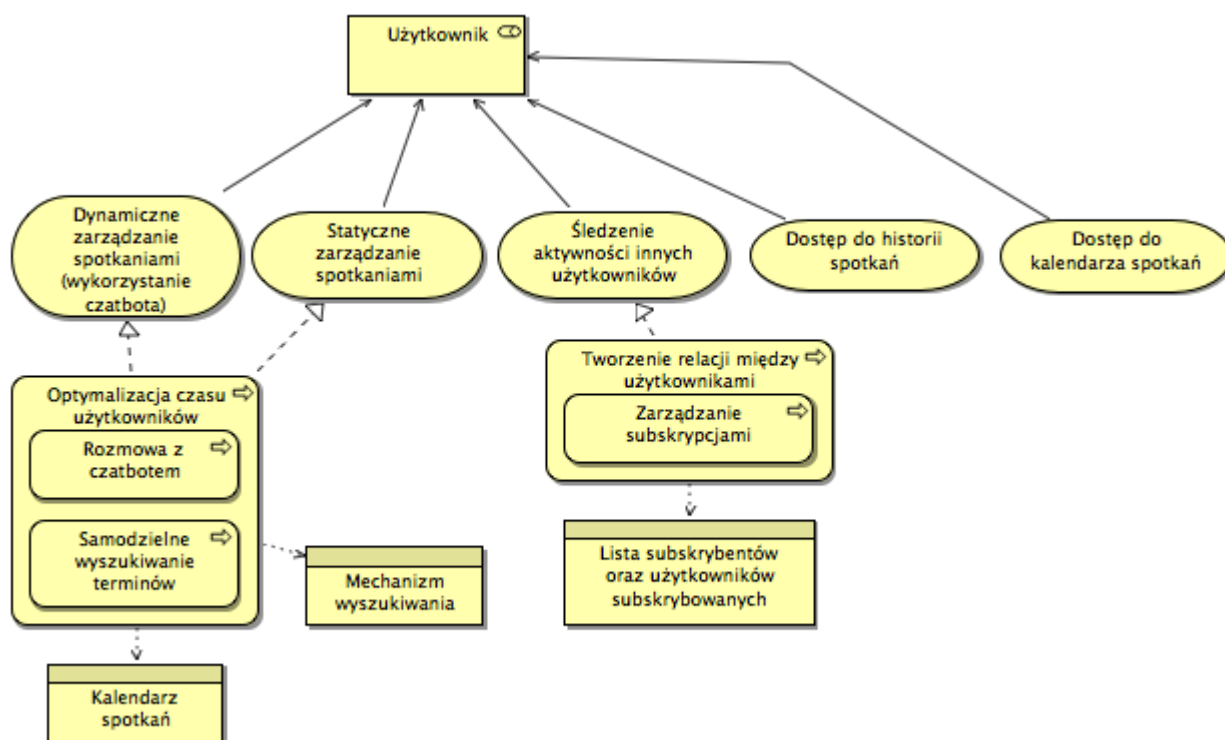 Użytkownik
Dynamiczne
zarządzanie
spotkaniami
(wykorzystanie
czatbota)
Statyczne
zarządzanie
spotkaniami
Śledzenie
aktywności innych
użytkowników
Dostęp do historii
spotkań
Dostęp do
kalendarza spotkań
Optymalizacja czasu
użytkowników
Rozmowa z
czatbotem
Samodzielne
wyszukiwanie
terminów
Tworzenie relacji między
użytkownikami
Zarządzanie
subskrypcjami
Mechanizm
wyszukiwania
Lista subskrybentów
oraz użytkowników
subskrybowanych
Kalendarz
spotkań